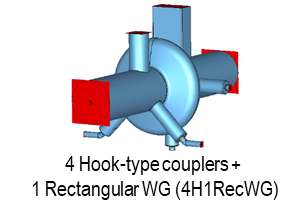 4 Hook-type couplers +
1 Rectangular WG (4H1RecWG)